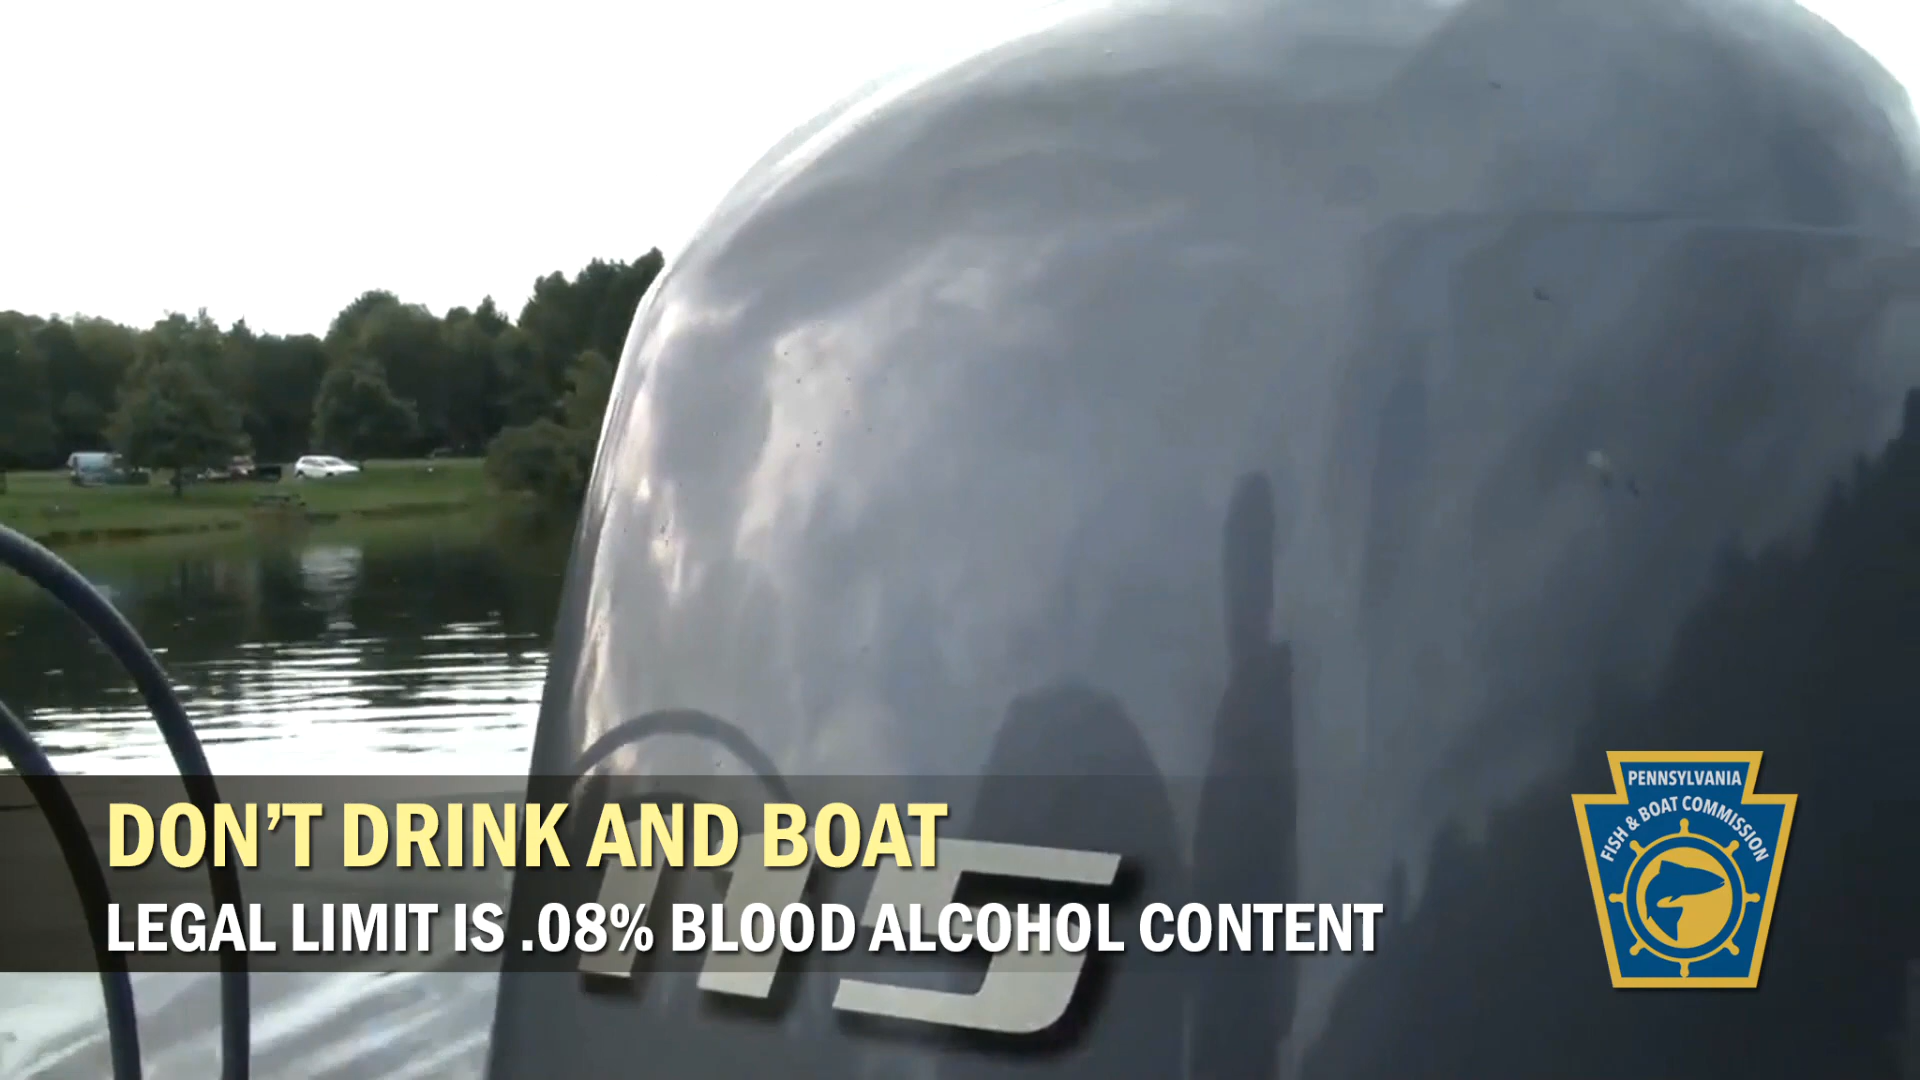 DON'T DRINK AND BOAT
LEGAL LIMIT IS .08% BLOOD ALCOHOL CONTENT
115
PENNSYLVANIA
FISH & BOAT COMMISSION